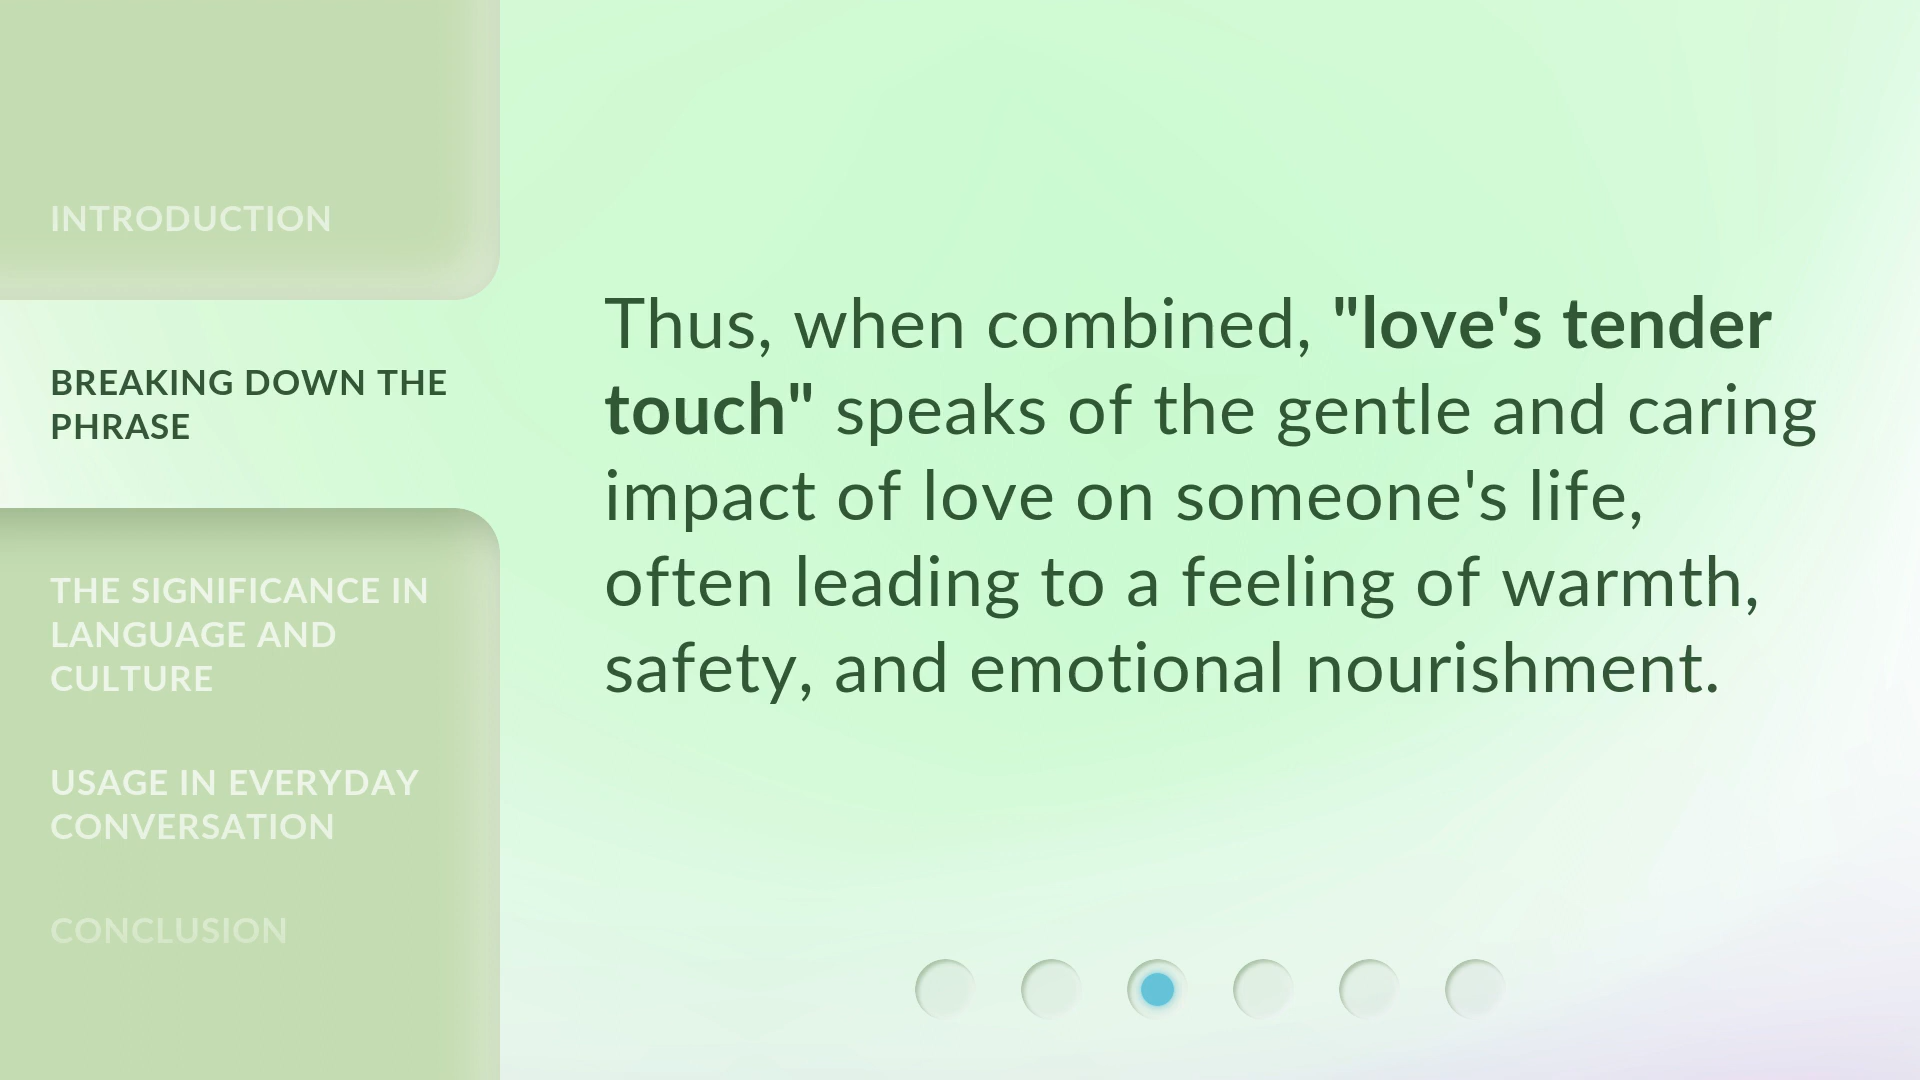 INTRODUCTION
BREAKING DOWN THE
PHRASE
THE SIGNIFICANCE IN
LANGUAGE AND
CULTURE
USAGE IN EVERYDAY
CONVERSATION
CONCLUSION
Thus, when combined, "love's tender
touch" speaks of the gentle and caring
impact of love on someone's life,
often leading to a feeling of warmth,
safety, and emotional nourishment.